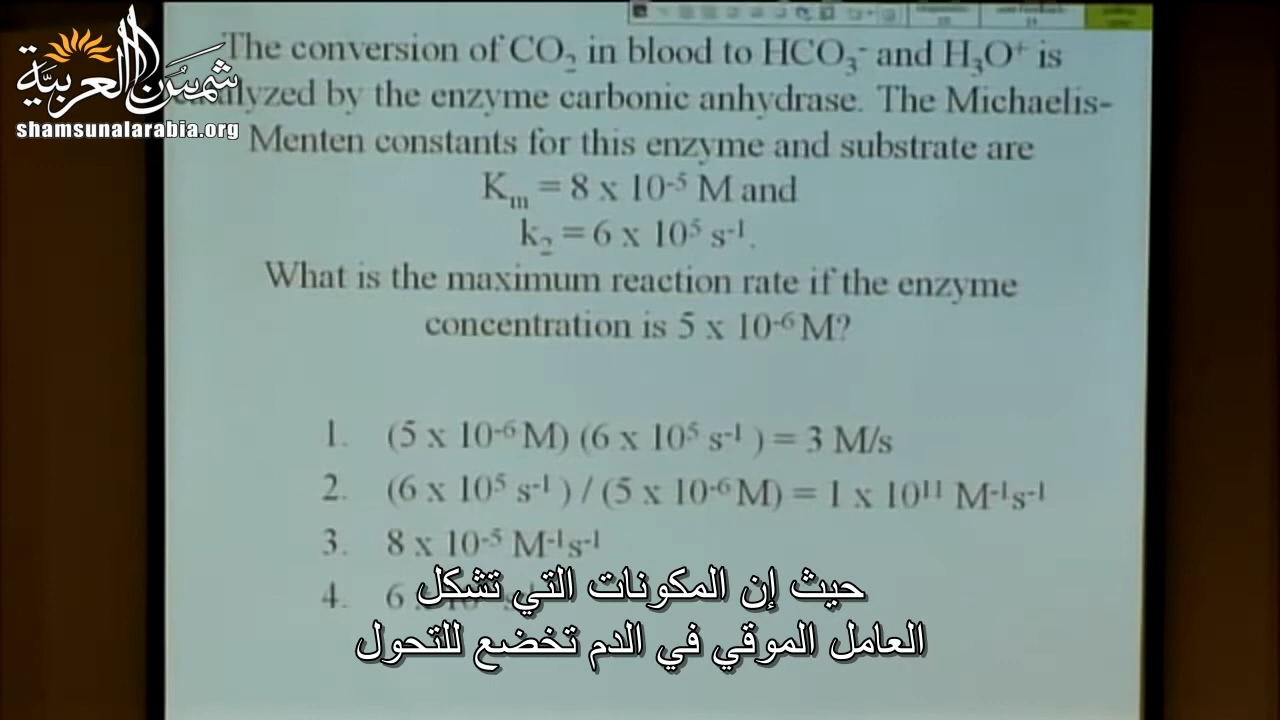 شمس العربية
shamsunalarabia.org
The conversion of CO₂ in blood to HCO₃⁻ and H₃O⁺ is
lyzed by the enzyme carbonic anhydrase. The Michaelis-
Menten constants for this enzyme and substrate are
Kₘ = 8 x 10⁻⁵ M and
k₂ = 6 x 10⁵ s⁻¹.
What is the maximum reaction rate if the enzyme
concentration is 5 x 10⁻⁶ M?
1. (5 x 10⁻⁶ M) (6 x 10⁵ s⁻¹ ) = 3 M/s
2. (6 x 10⁵ s⁻¹ ) / (5 x 10⁻⁶ M) = 1 x 10¹¹ M⁻¹s⁻¹
3. 8 x 10⁻⁵ M⁻¹s⁻¹
4. 6
حيث إن المكونات التي تشكل
العامل الموقي في الدم تخضع للتحول